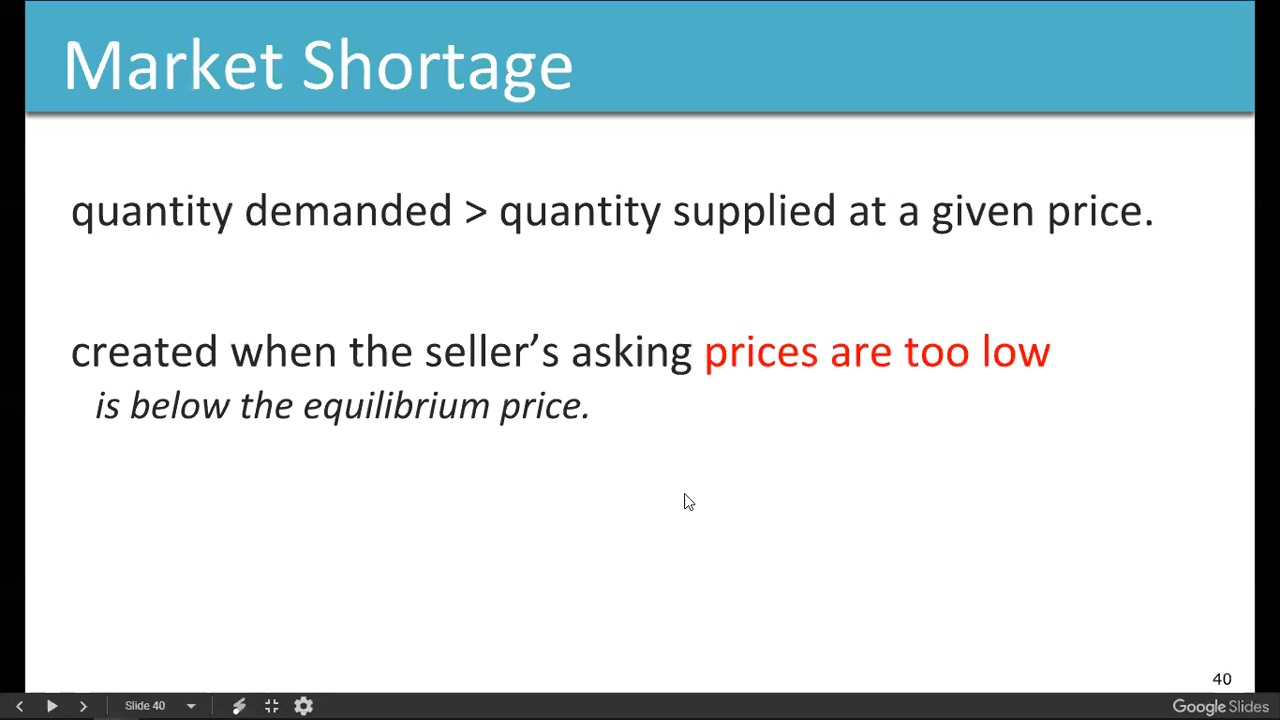 Market Shortage
quantity demanded > quantity supplied at a given price.
created when the seller’s asking prices are too low
is below the equilibrium price.
40
Slide 40
Google Slides